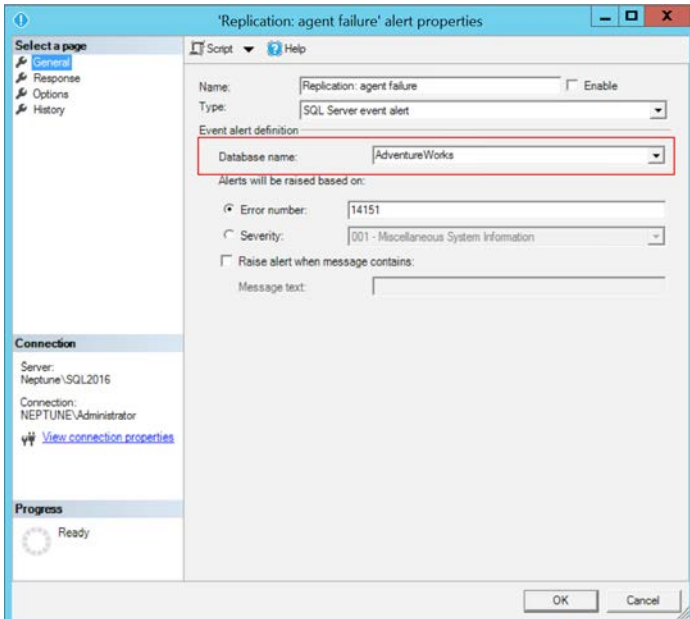 'Replication: agent failure' alert properties
Select a page
General
Response
Options
History
Script Help
Name: Replication: agent failure Enable
Type: SQL Server event alert
Event alert definition
Database name: AdventureWorks
Alerts will be raised based on:
Error number: 14151
Severity: 001 - Miscellaneous System Information
Raise alert when message contains:
Message text:
Connection
Server:
Neptune\SQL2016
Connection:
NEPTUNE\Administrator
View connection properties
Progress
Ready
OK Cancel